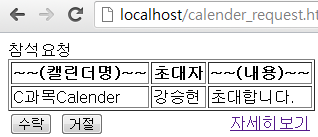 localhost/calender_request.ht
참석요청
~~(캘린더명)~~ 초대자 ~~(내용)~~
C과목Calender 강승현 초대합니다.
수락 거절 자세히보기